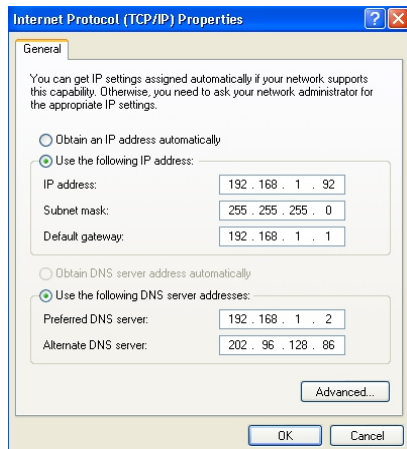 Internet Protocol (TCP/IP) Properties
General
You can get IP settings assigned automatically if your network supports
this capability. Otherwise, you need to ask your network administrator for
the appropriate IP settings.
Obtain an IP address automatically
Use the following IP address:
IP address: 192 . 168 . 1 . 92
Subnet mask: 255 . 255 . 255 . 0
Default gateway: 192 . 168 . 1 . 1
Obtain DNS server address automatically
Use the following DNS server addresses:
Preferred DNS server: 192 . 168 . 1 . 2
Alternate DNS server: 202 . 96 . 128 . 86
Advanced...
OK Cancel